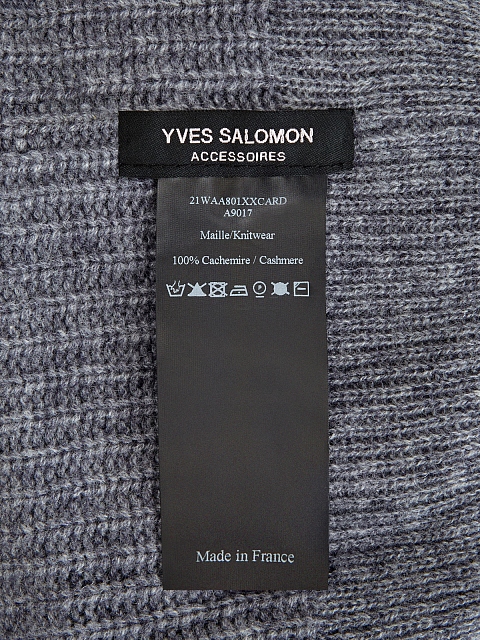 YVES SALOMON
ACCESSOIRES
21WAA801XXCARD
A9017
Maille/Knitwear
100% Cachemire / Cashmere
Made in France